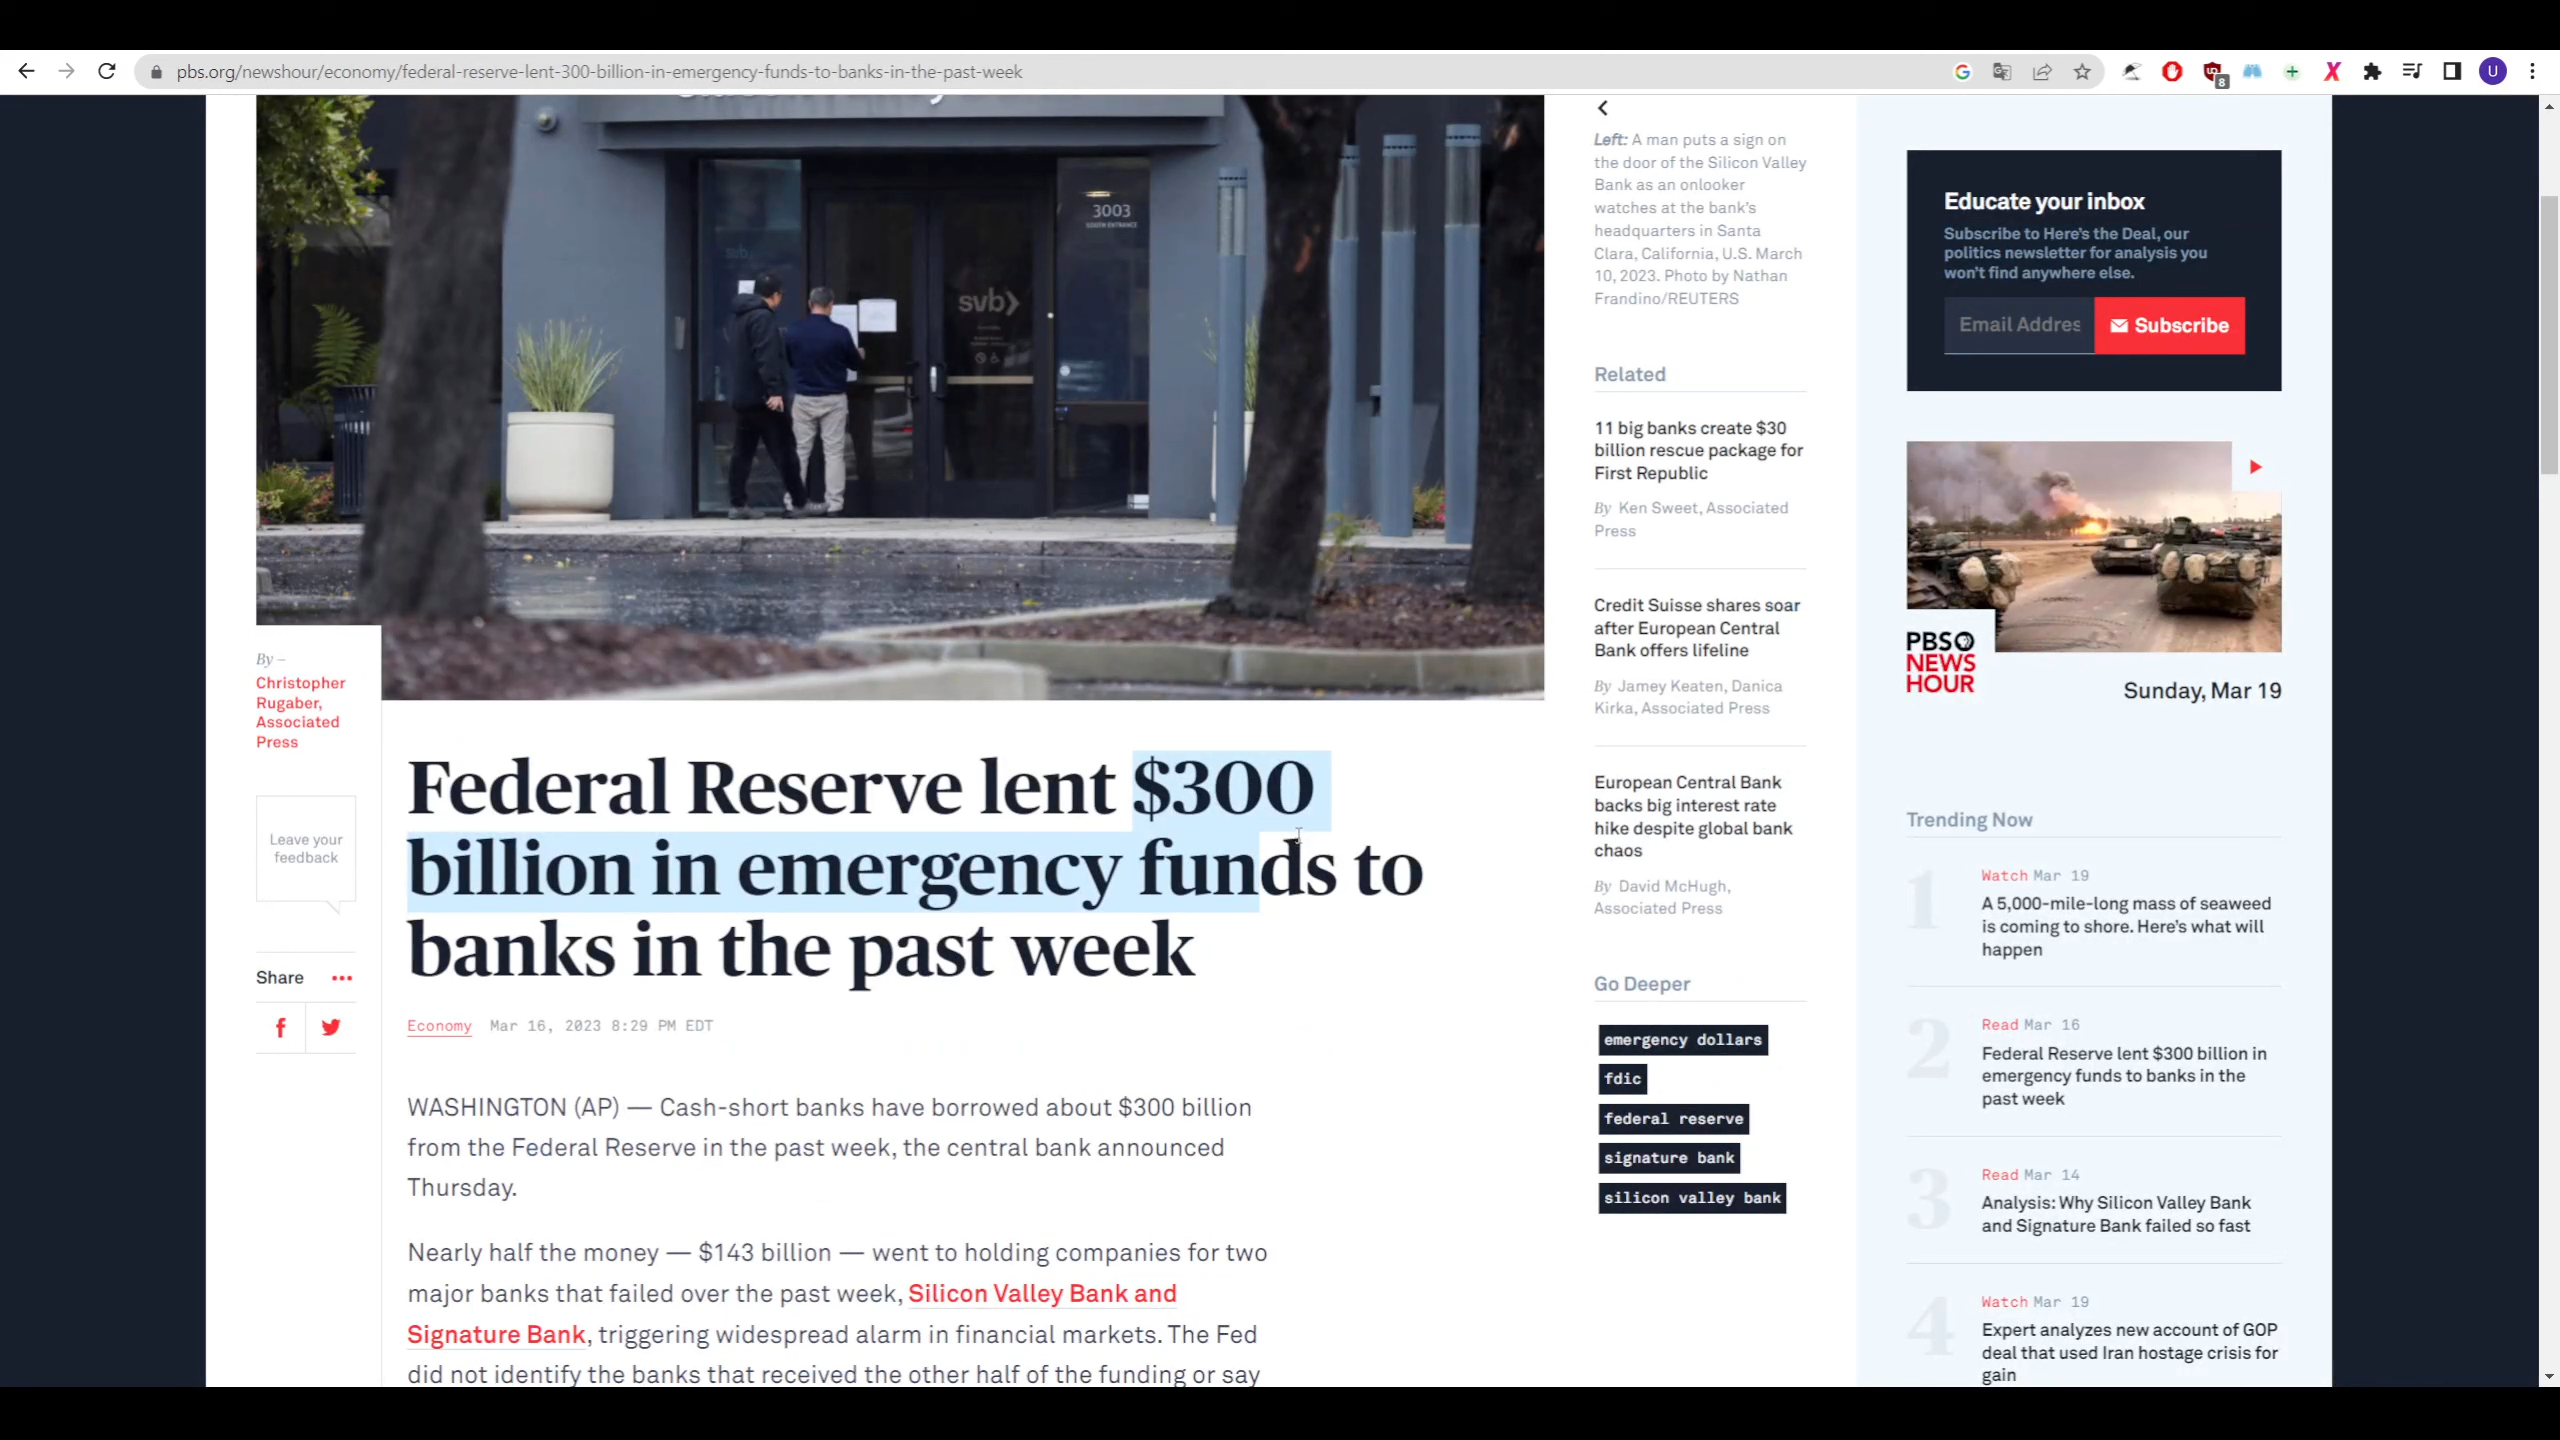 pbs.org/newshour/economy/federal-reserve-lent-300-billion-in-emergency-funds-to-banks-in-the-past-week
8
U
3003
SOUTH ENTRANCE
svb
svb
By —
Christopher
Rugaber,
Associated
Press
Leave your
feedback
Share
Federal Reserve lent $300
billion in emergency funds to
banks in the past week
Economy Mar 16, 2023 8:29 PM EDT
WASHINGTON (AP) — Cash-short banks have borrowed about $300 billion
from the Federal Reserve in the past week, the central bank announced
Thursday.
Nearly half the money — $143 billion — went to holding companies for two
major banks that failed over the past week, Silicon Valley Bank and
Signature Bank, triggering widespread alarm in financial markets. The Fed
did not identify the banks that received the other half of the funding or say
Left: A man puts a sign on
the door of the Silicon Valley
Bank as an onlooker
watches at the bank's
headquarters in Santa
Clara, California, U.S. March
10, 2023. Photo by Nathan
Frandino/REUTERS
Related
11 big banks create $30
billion rescue package for
First Republic
By Ken Sweet, Associated
Press
Credit Suisse shares soar
after European Central
Bank offers lifeline
By Jamey Keaten, Danica
Kirka, Associated Press
European Central Bank
backs big interest rate
hike despite global bank
chaos
By David McHugh,
Associated Press
Go Deeper
emergency dollars
fdic
federal reserve
signature bank
silicon valley bank
Educate your inbox
Subscribe to Here's the Deal, our
politics newsletter for analysis you
won't find anywhere else.
Email Addres
Subscribe
PBS
NEWS
HOUR
Sunday, Mar 19
Trending Now
1
Watch Mar 19
A 5,000-mile-long mass of seaweed
is coming to shore. Here's what will
happen
2
Read Mar 16
Federal Reserve lent $300 billion in
emergency funds to banks in the
past week
3
Read Mar 14
Analysis: Why Silicon Valley Bank
and Signature Bank failed so fast
4
Watch Mar 19
Expert analyzes new account of GOP
deal that used Iran hostage crisis for
gain